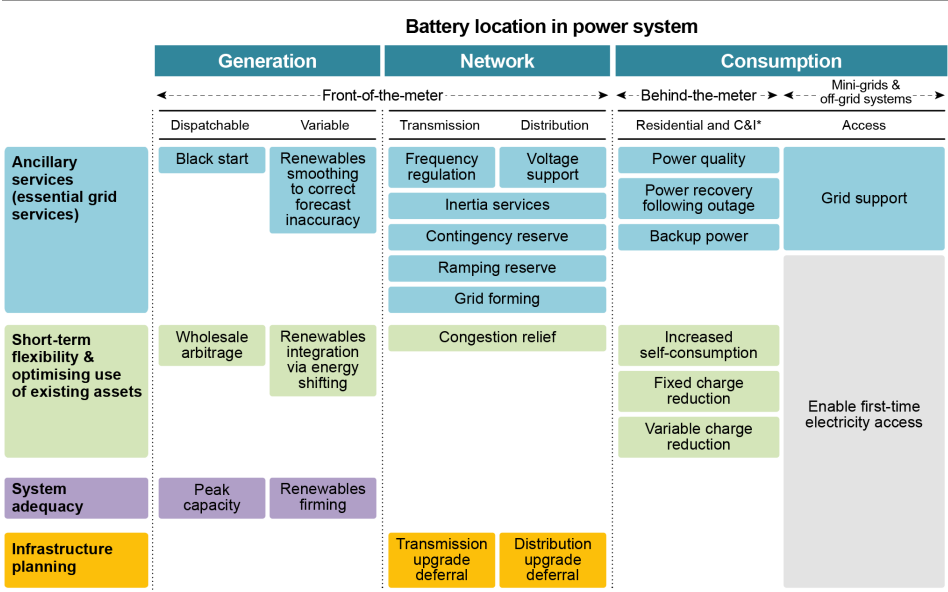 Battery location in power system
Generation
Network
Consumption
Front-of-the-meter
Behind-the-meter
Mini-grids &
off-grid systems
Dispatchable
Variable
Transmission
Distribution
Residential and C&I*
Access
Ancillary
services
(essential grid
services)
Black start
Renewables
smoothing
to correct
forecast
inaccuracy
Frequency
regulation
Voltage
support
Inertia services
Contingency reserve
Ramping reserve
Grid forming
Power quality
Power recovery
following outage
Backup power
Grid support
Short-term
flexibility &
optimising use
of existing assets
Wholesale
arbitrage
Renewables
integration
via energy
shifting
Congestion relief
Increased
self-consumption
Fixed charge
reduction
Variable charge
reduction
Enable first-time
electricity access
System
adequacy
Peak
capacity
Renewables
firming
Infrastructure
planning
Transmission
upgrade
deferral
Distribution
upgrade
deferral